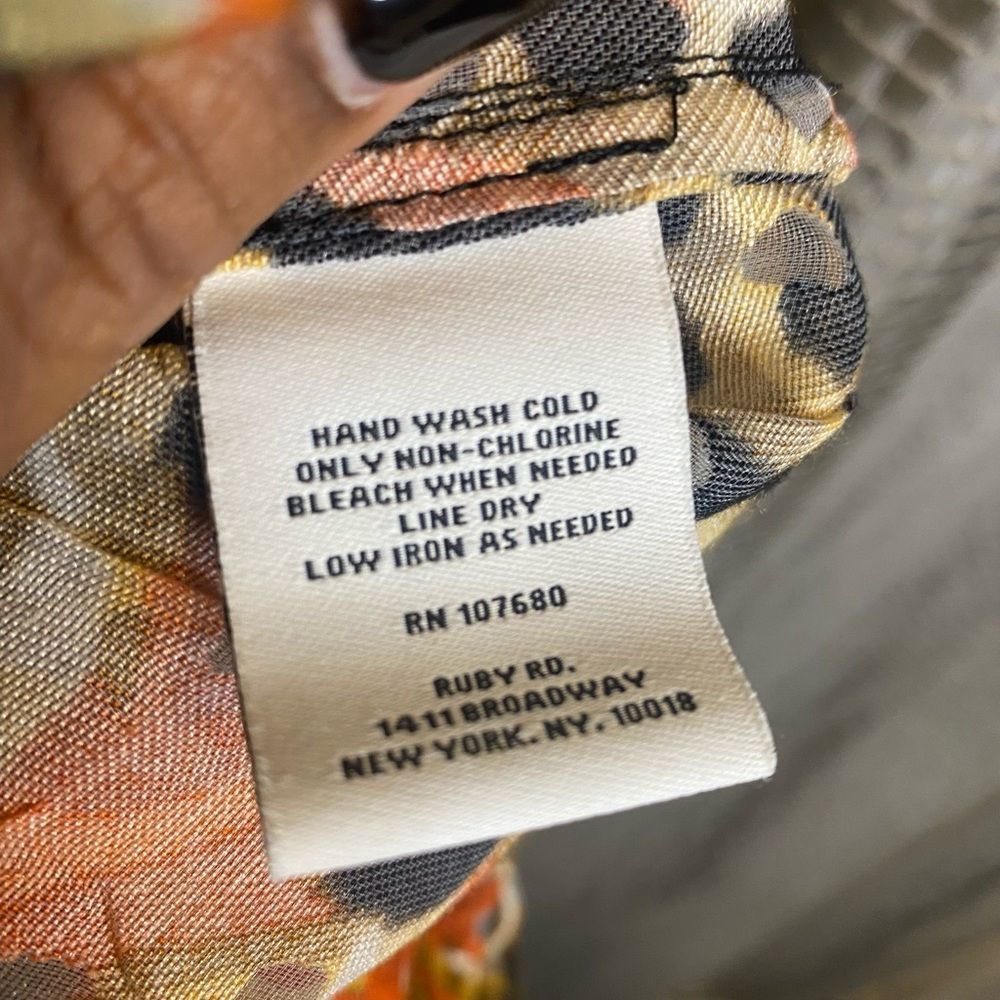 HAND WASH COLD
ONLY NON-CHLORINE
BLEACH WHEN NEEDED
LINE DRY
LOW IRON AS NEEDED
RN 107680
RUBY RD.
1411 BROADWAY
NEW YORK. NY. 10018